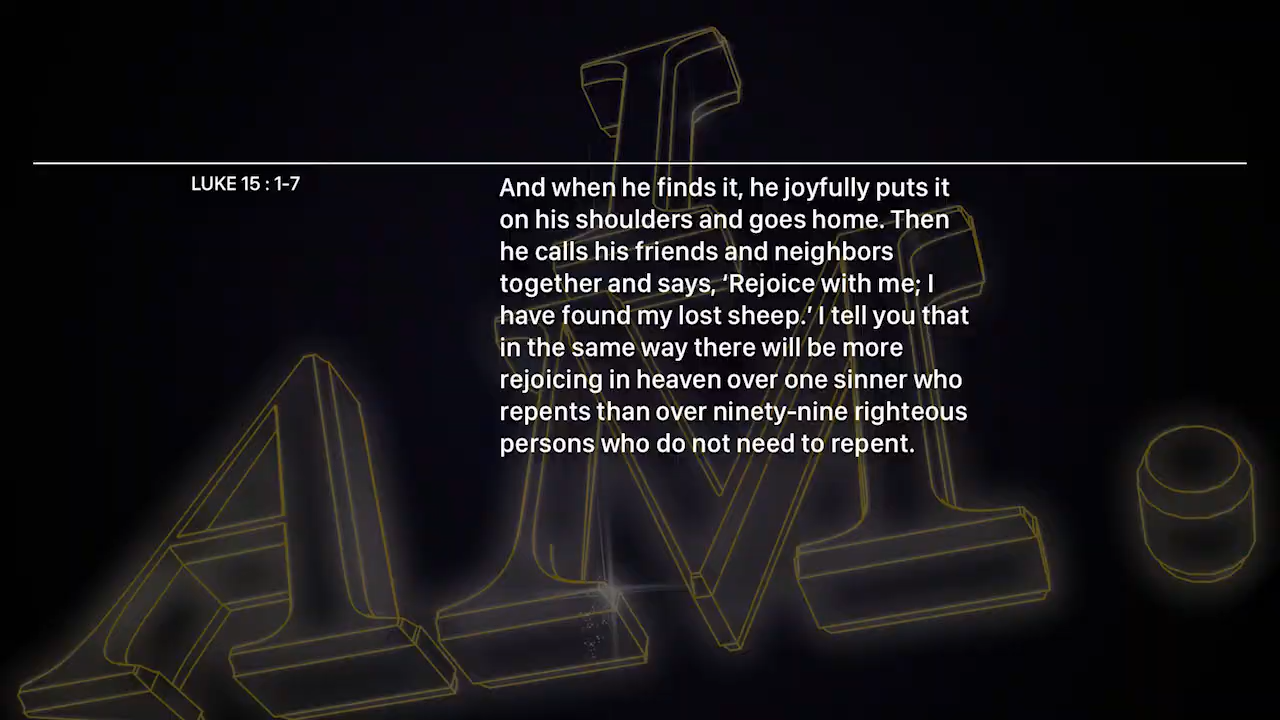 I
AM.
LUKE 15 : 1-7
And when he finds it, he joyfully puts it
on his shoulders and goes home. Then
he calls his friends and neighbors
together and says, ‘Rejoice with me; I
have found my lost sheep.’ I tell you that
in the same way there will be more
rejoicing in heaven over one sinner who
repents than over ninety-nine righteous
persons who do not need to repent.